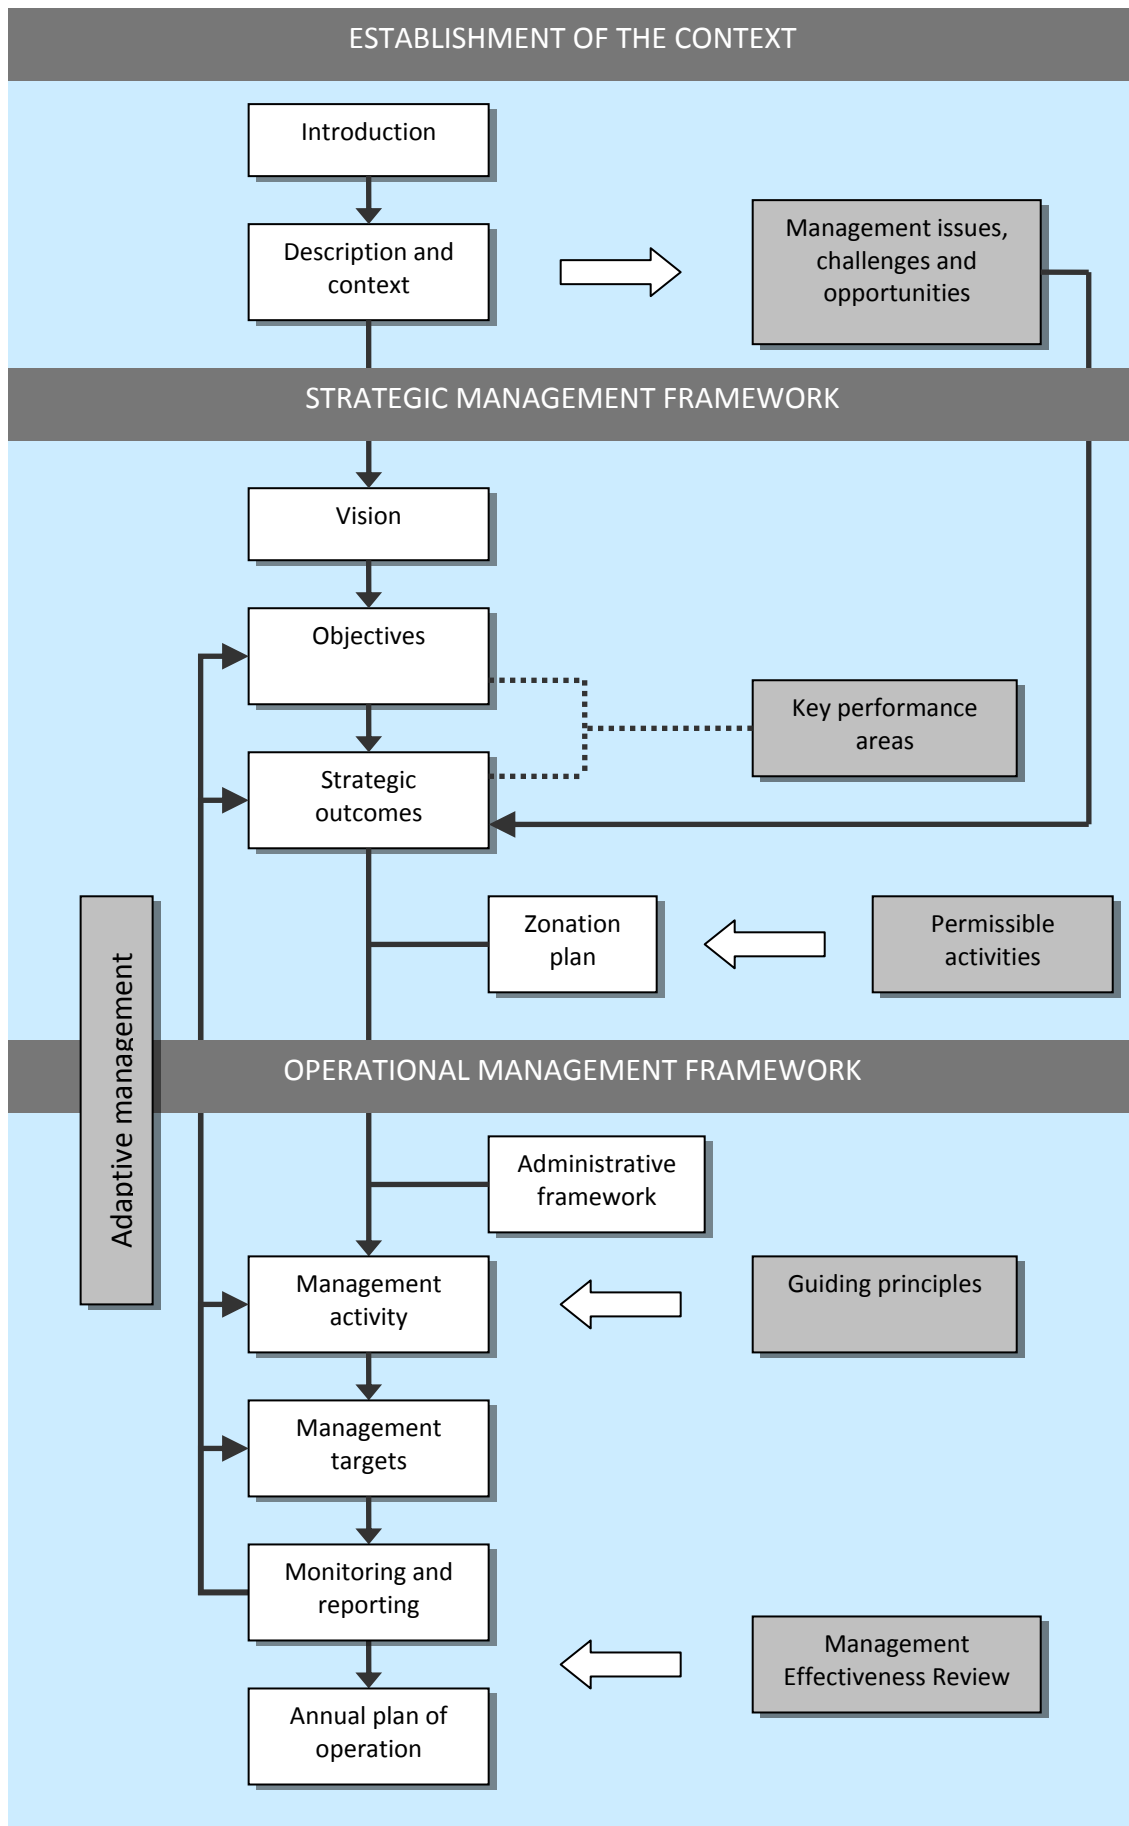 ESTABLISHMENT OF THE CONTEXT
Introduction
Description and
context
Management issues,
challenges and
opportunities
STRATEGIC MANAGEMENT FRAMEWORK
Vision
Objectives
Key performance
areas
Strategic
outcomes
Zonation
plan
Permissible
activities
Adaptive management
OPERATIONAL MANAGEMENT FRAMEWORK
Administrative
framework
Management
activity
Guiding principles
Management
targets
Monitoring and
reporting
Management
Effectiveness Review
Annual plan of
operation